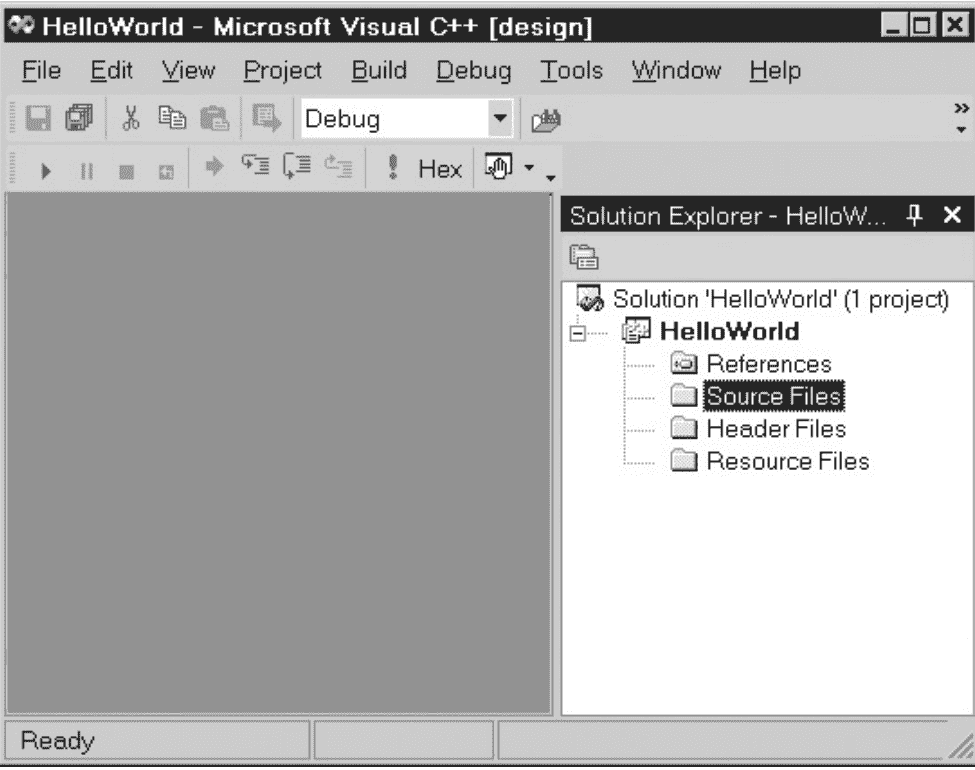 HelloWorld - Microsoft Visual C++ [design]
File Edit View Project Build Debug Tools Window Help
Debug
Hex
Solution Explorer - HelloW...
Solution 'HelloWorld' (1 project)
HelloWorld
References
Source Files
Header Files
Resource Files
Ready